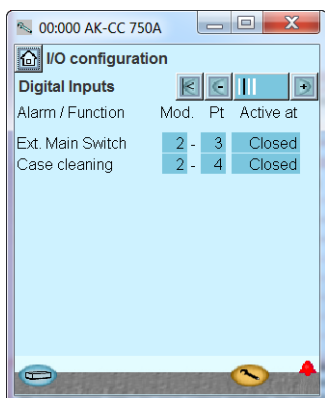 00:000 AK-CC 750A
I/O configuration
Digital Inputs
Alarm / Function Mod. Pt Active at
Ext. Main Switch 2 - 3 Closed
Case cleaning 2 - 4 Closed